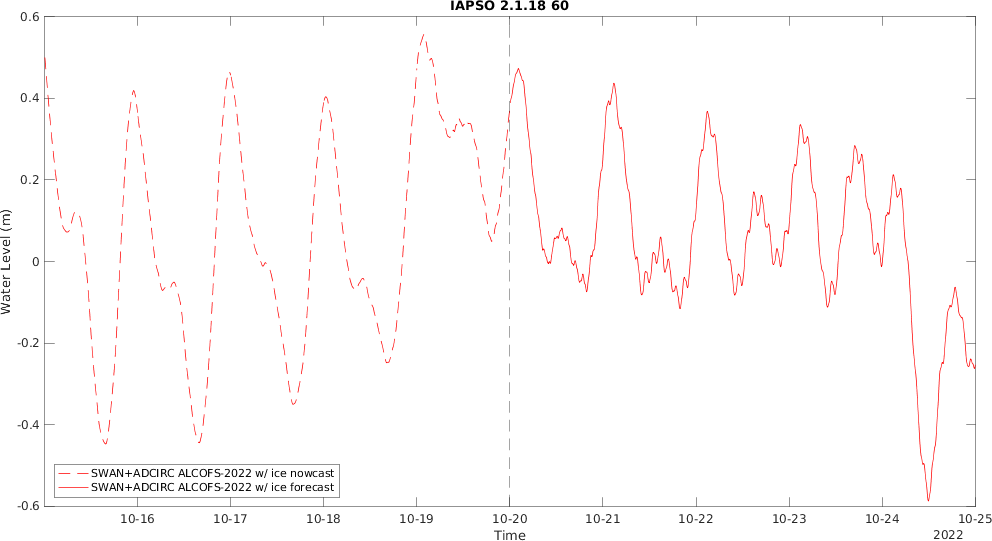 IAPSO 2.1.18 60
0.6
0.4
0.2
0
-0.2
-0.4
-0.6
Water Level (m)
SWAN+ADCIRC ALCOFS-2022 w/ ice nowcast
SWAN+ADCIRC ALCOFS-2022 w/ ice forecast
10-16 10-17 10-18 10-19 10-20 10-21 10-22 10-23 10-24 10-25
Time
2022